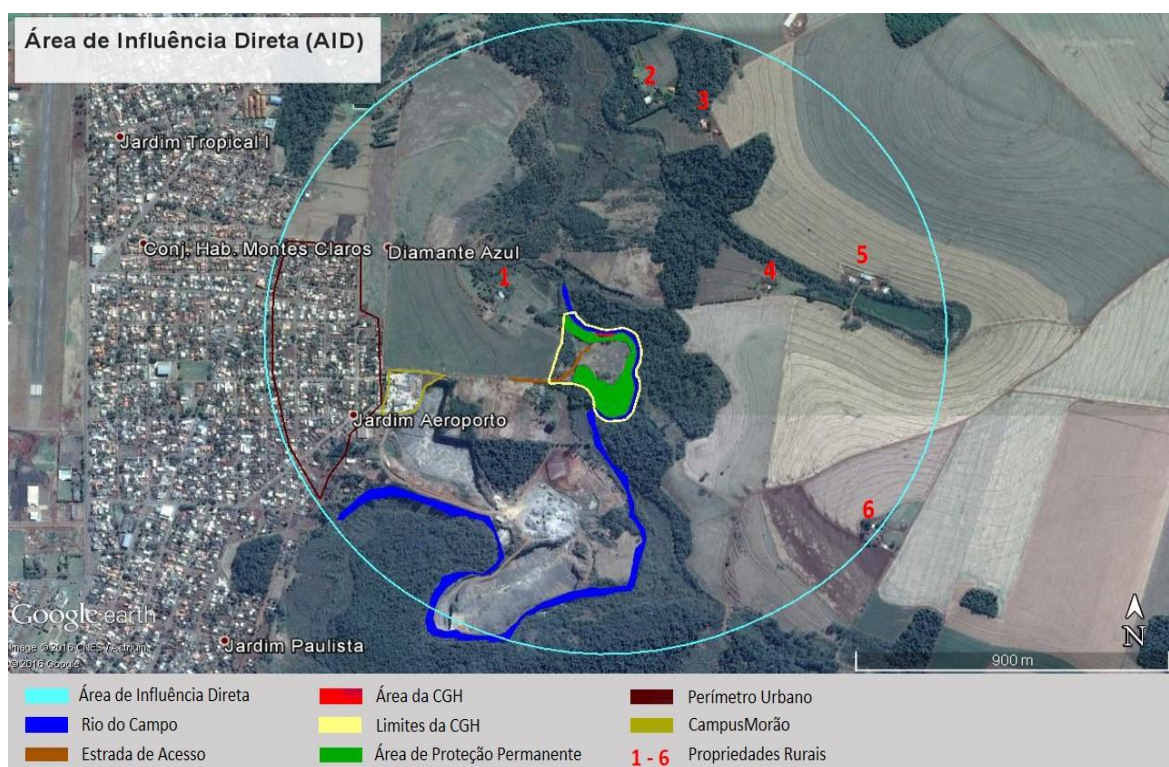 Área de Influência Direta (AID)
2
3
Jardim Tropical I
Conj. Hab. Montes Claros
Diamante Azul
5
1
4
Jardim Aeroporto
6
Google earth
N
Jardim Paulista
©2016 Google
900 m
Área de Influência Direta
Área da CGH
Perímetro Urbano
Rio do Campo
Limites da CGH
CampusMorão
Estrada de Acesso
Área de Proteção Permanente
1 - 6 Propriedades Rurais